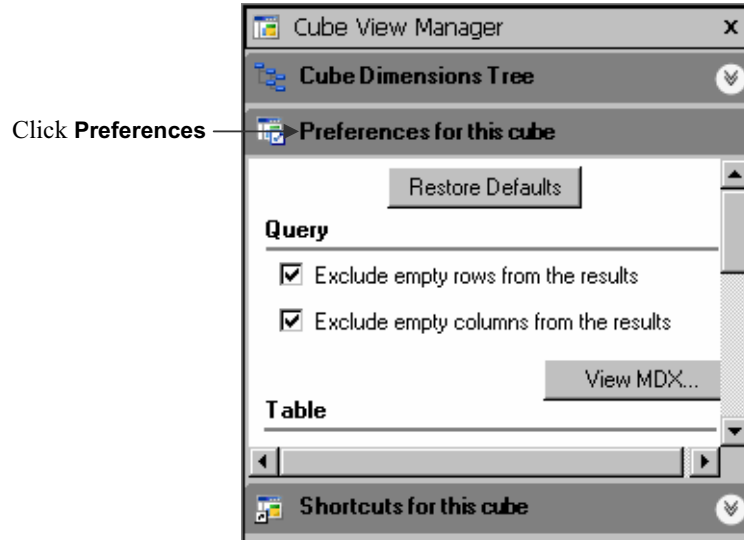 Cube View Manager x
Cube Dimensions Tree
Click Preferences
Preferences for this cube
Restore Defaults
Query
Exclude empty rows from the results
Exclude empty columns from the results
View MDX...
Table
Shortcuts for this cube